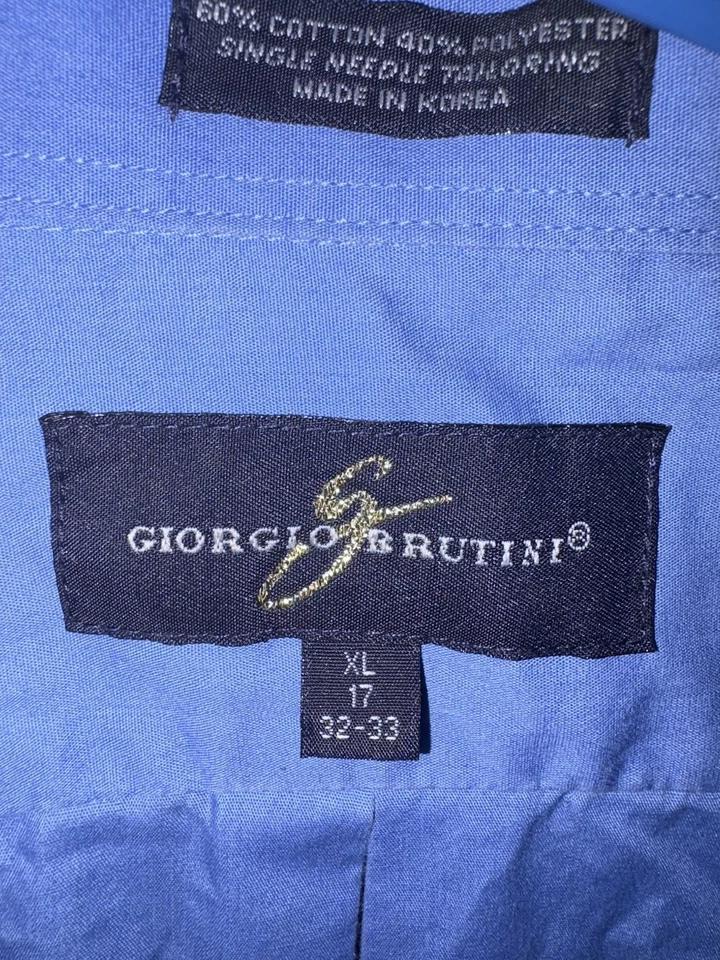 60% COTTON 40% POLYESTER
SINGLE NEEDLE TAILORING
MADE IN KOREA
GIORGIO BRUTINI®
XL
17
32-33